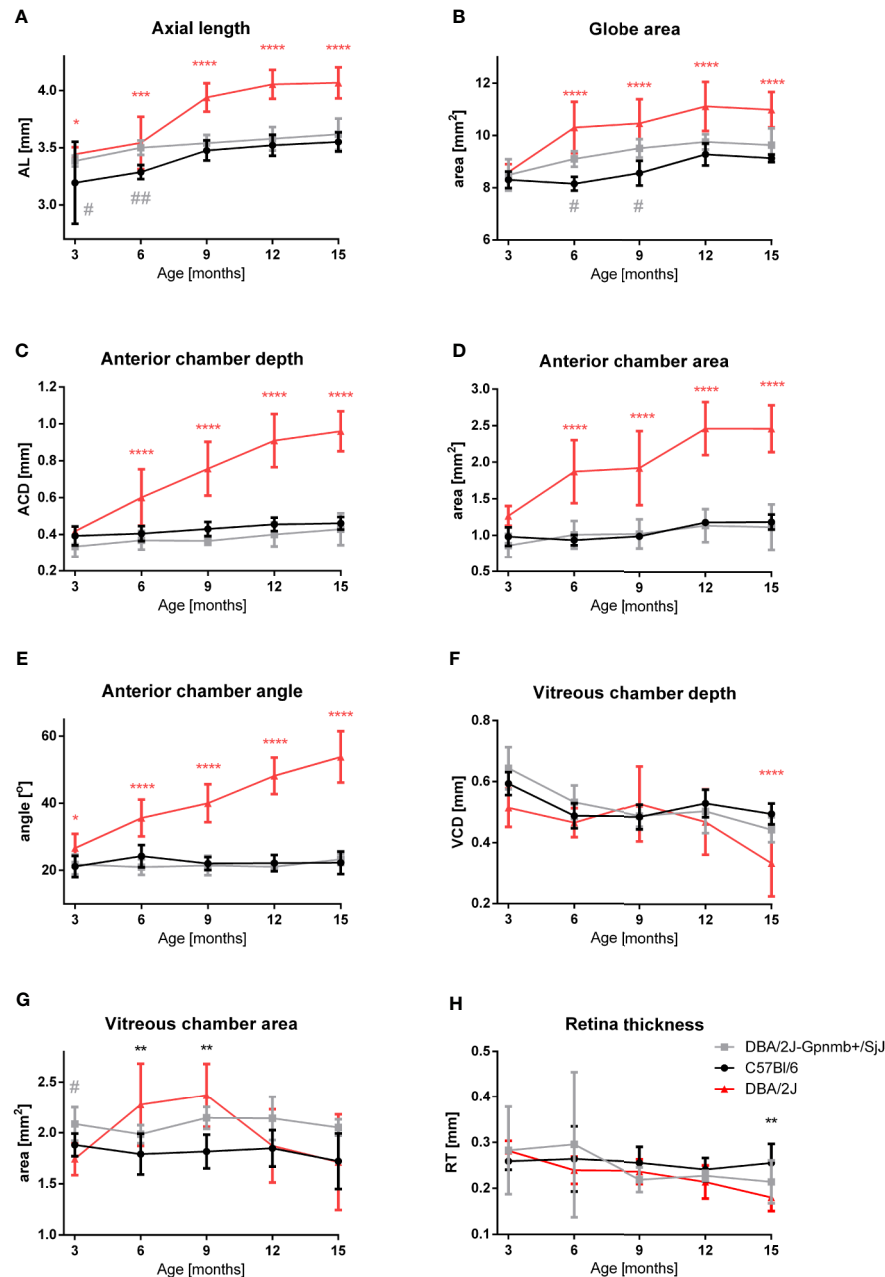 A
Axial length
* *** **** **** ****
4.0
3.5
3.0
AL [mm]
# ##
3 6 9 12 15
Age [months]
B
Globe area
**** **** **** ****
12
10
8
6
area [mm²]
# #
3 6 9 12 15
Age [months]
C
Anterior chamber depth
**** **** **** ****
1.2
1.0
0.8
0.6
0.4
0.2
ACD [mm]
3 6 9 12 15
Age [months]
D
Anterior chamber area
**** **** **** ****
3.0
2.5
2.0
1.5
1.0
0.5
area [mm²]
3 6 9 12 15
Age [months]
E
Anterior chamber angle
* **** **** **** ****
60
40
20
angle [°]
3 6 9 12 15
Age [months]
F
Vitreous chamber depth
****
0.8
0.6
0.4
0.2
VCD [mm]
3 6 9 12 15
Age [months]
G
Vitreous chamber area
# ** **
2.5
2.0
1.5
1.0
area [mm²]
3 6 9 12 15
Age [months]
H
Retina thickness
DBA/2J-Gpnmb+/SjJ
C57Bl/6
DBA/2J
**
0.5
0.4
0.3
0.2
0.1
RT [mm]
3 6 9 12 15
Age [months]